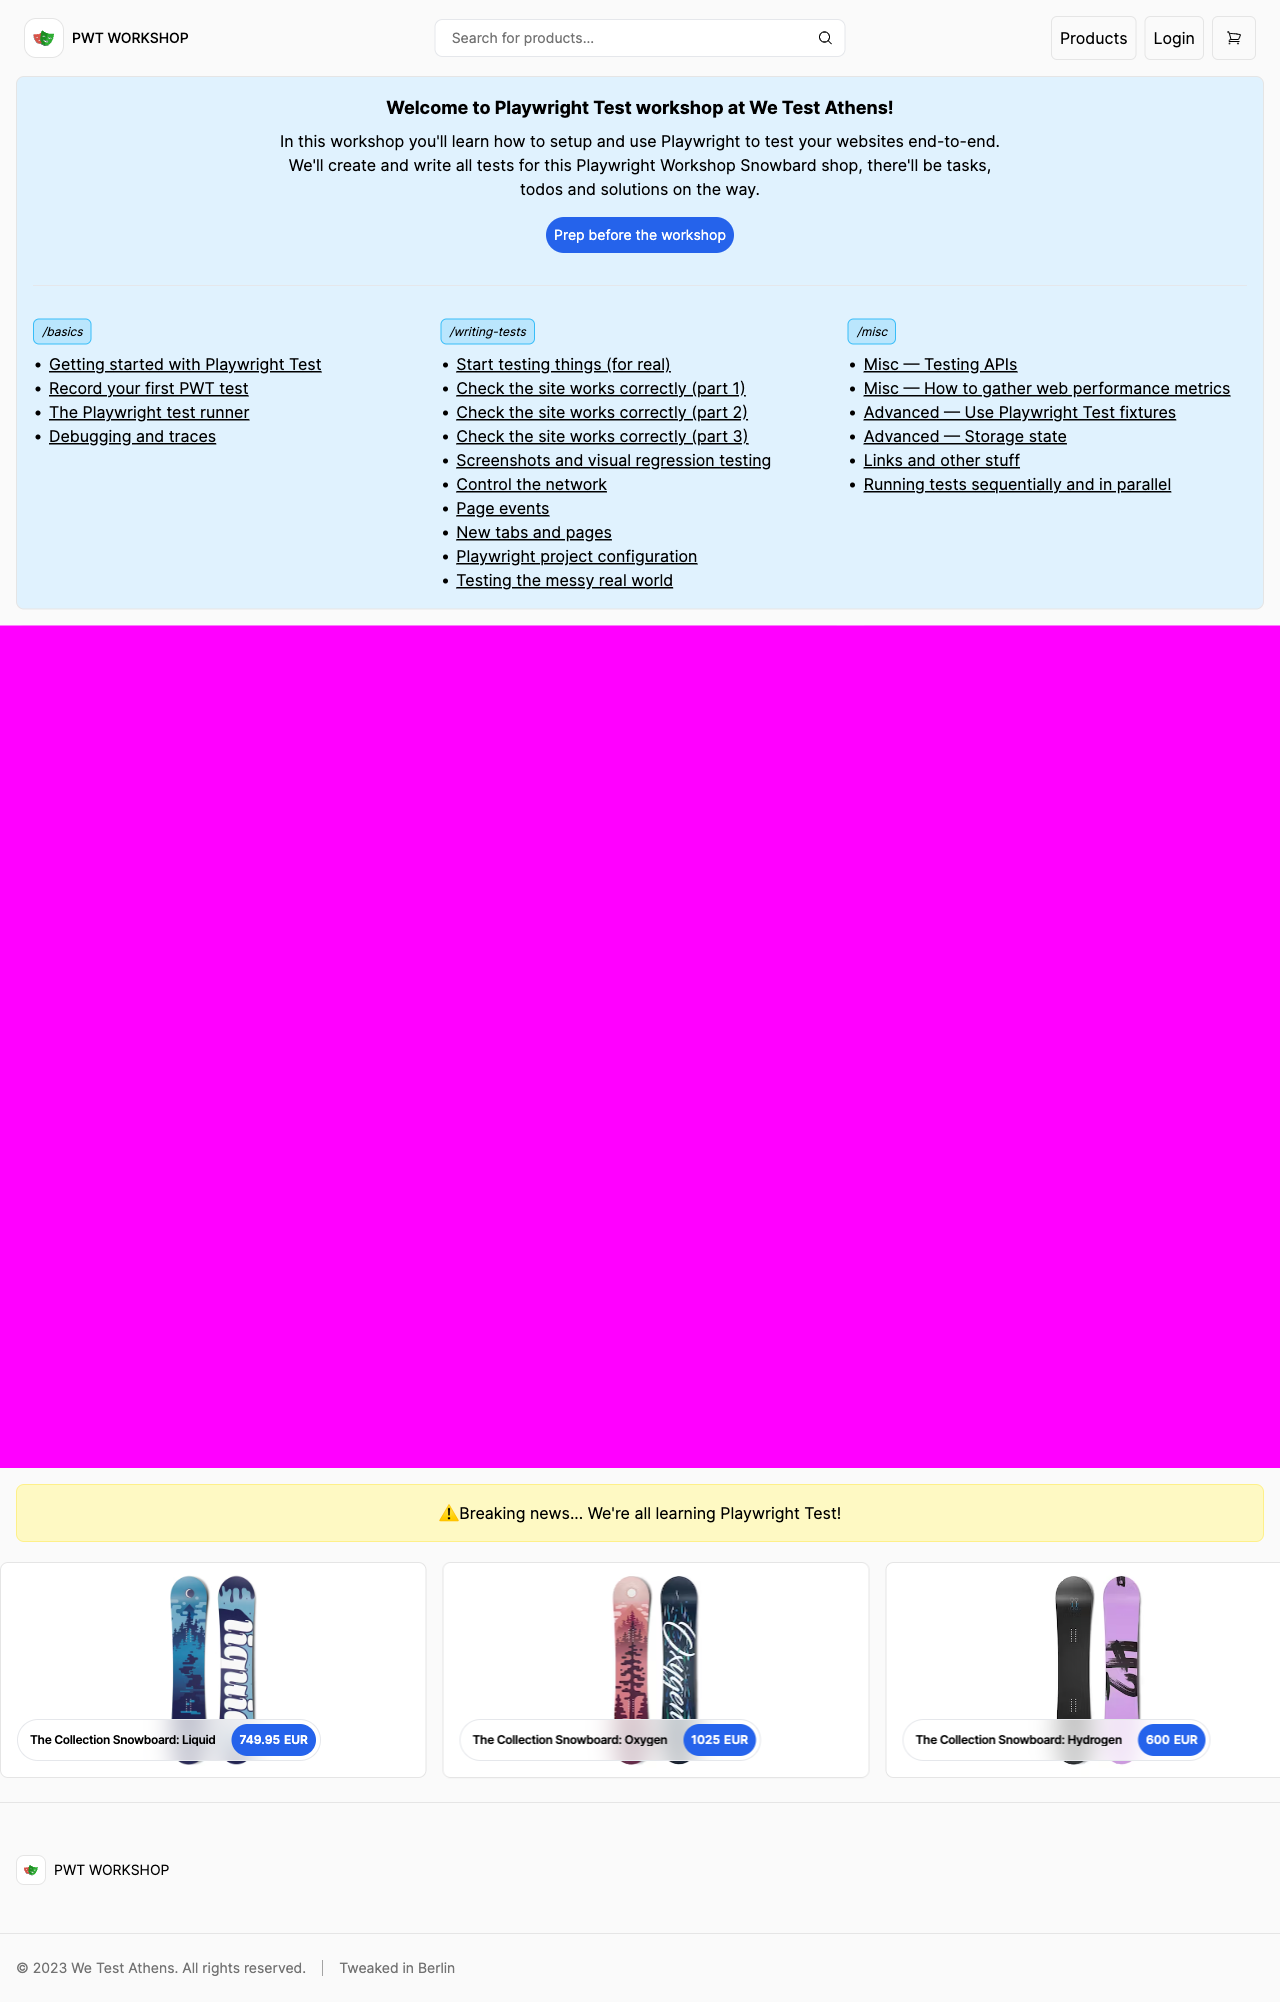 PWT WORKSHOP
Search for products...
Products
Login
Welcome to Playwright Test workshop at We Test Athens!
In this workshop you'll learn how to setup and use Playwright to test your websites end-to-end.
We'll create and write all tests for this Playwright Workshop Snowbard shop, there'll be tasks,
todos and solutions on the way.
Prep before the workshop
/basics
• Getting started with Playwright Test
• Record your first PWT test
• The Playwright test runner
• Debugging and traces
/writing-tests
• Start testing things (for real)
• Check the site works correctly (part 1)
• Check the site works correctly (part 2)
• Check the site works correctly (part 3)
• Screenshots and visual regression testing
• Control the network
• Page events
• New tabs and pages
• Playwright project configuration
• Testing the messy real world
/misc
• Misc — Testing APIs
• Misc — How to gather web performance metrics
• Advanced — Use Playwright Test fixtures
• Advanced — Storage state
• Links and other stuff
• Running tests sequentially and in parallel
⚠️Breaking news... We're all learning Playwright Test!
liquid
The Collection Snowboard: Liquid
749.95 EUR
Oxygen
The Collection Snowboard: Oxygen
1025 EUR
H2
The Collection Snowboard: Hydrogen
600 EUR
PWT WORKSHOP
© 2023 We Test Athens. All rights reserved.
Tweaked in Berlin